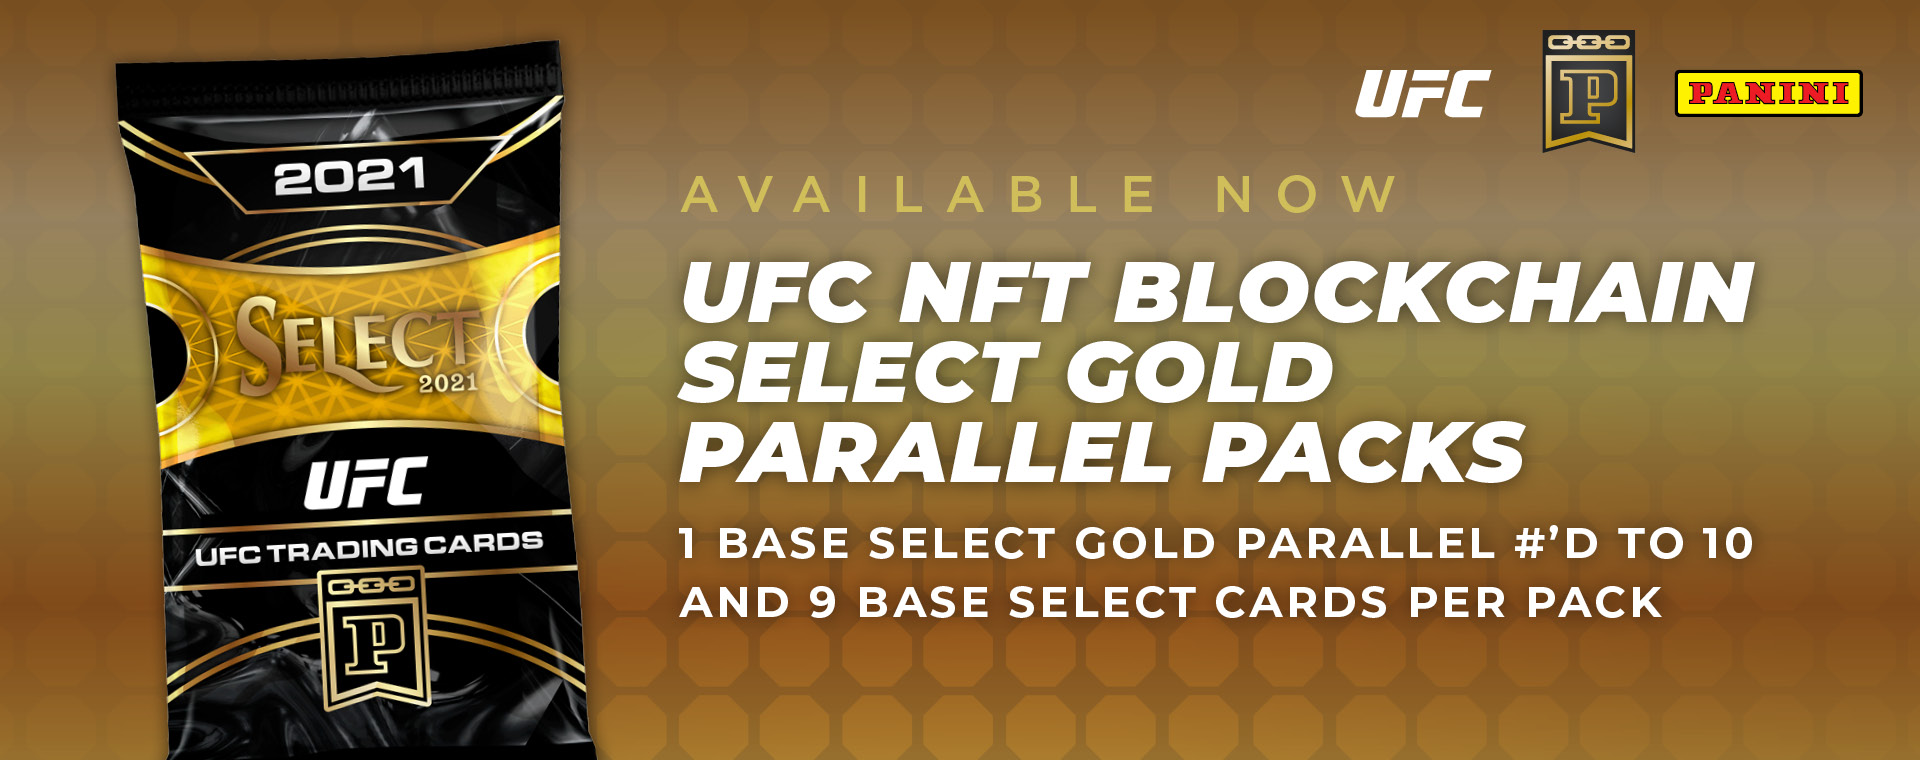 2021
SELECT
2021
UFC
UFC TRADING CARDS
P
UFC
P
PANINI
AVAILABLE NOW
UFC NFT BLOCKCHAIN
SELECT GOLD
PARALLEL PACKS
1 BASE SELECT GOLD PARALLEL #’D TO 10
AND 9 BASE SELECT CARDS PER PACK